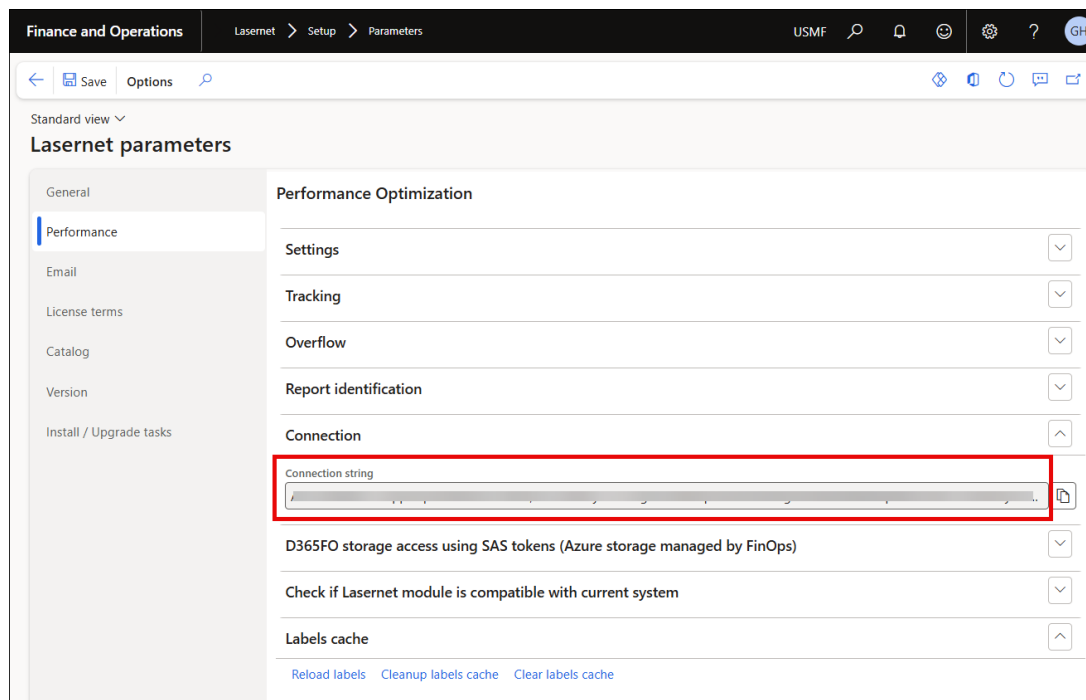 Finance and Operations Lasernet Setup Parameters USMF ? GH
Save Options
Standard view
Lasernet parameters
General
Performance
Email
License terms
Catalog
Version
Install / Upgrade tasks
Performance Optimization
Settings
Tracking
Overflow
Report identification
Connection
Connection string
D365FO storage access using SAS tokens (Azure storage managed by FinOps)
Check if Lasernet module is compatible with current system
Labels cache
Reload labels Cleanup labels cache Clear labels cache